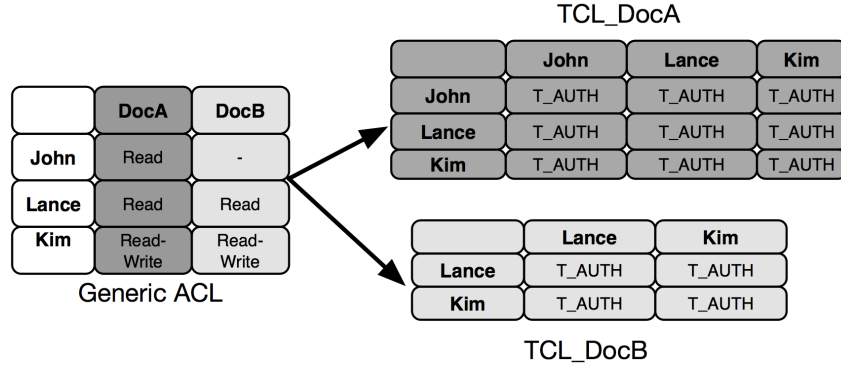 TCL_DocA
John Lance Kim
John T_AUTH T_AUTH T_AUTH
Lance T_AUTH T_AUTH T_AUTH
Kim T_AUTH T_AUTH T_AUTH
DocA DocB
John Read -
Lance Read Read
Kim Read- Read-
Write Write
Generic ACL
Lance Kim
Lance T_AUTH T_AUTH
Kim T_AUTH T_AUTH
TCL_DocB